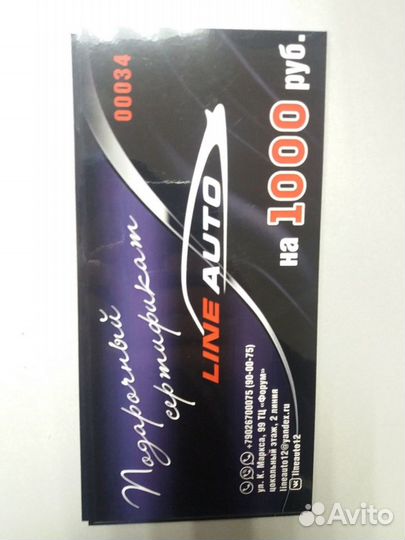 Подарочный
сертификат
00034
LINE AUTO
на 1000 руб.
+79026700075 (90-00-75)
ул. К. Маркса, 99 ТЦ «Форум»
цокольный этаж, 2 линия
lineauto12@yandex.ru
lineauto12
Avito